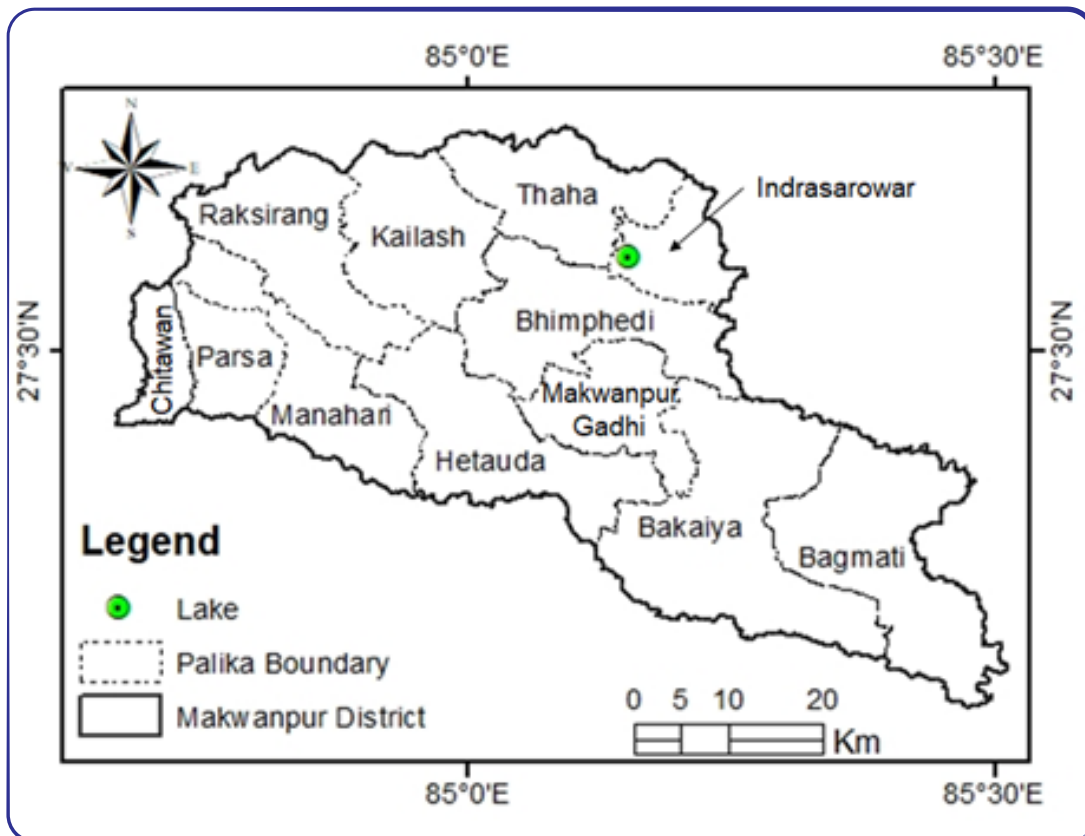 85°0'E 85°30'E
N
E
S
Indrasarowar
Thaha
Raksirang
Kailash
27°30'N
27°30'N
Bhimphedi
Chitawan
Parsa
Makwanpur
Gadhi
Manahari
Hetauda
Bakaiya
Bagmati
Legend
Lake
Palika Boundary
Makwanpur District
0 5 10 20
Km
85°0'E 85°30'E